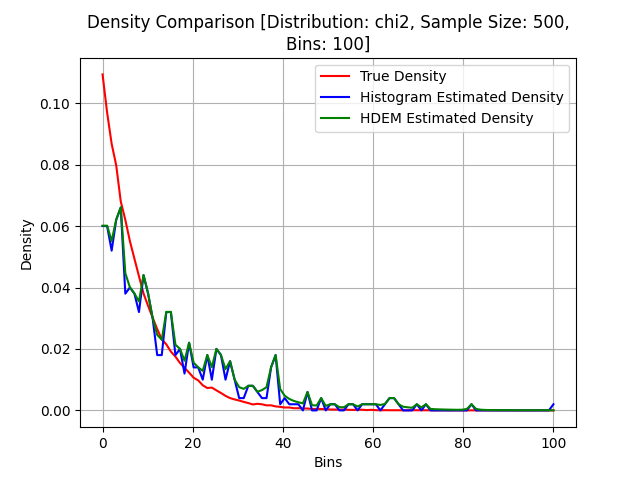 Density Comparison [Distribution: chi2, Sample Size: 500,
Bins: 100]
True Density
Histogram Estimated Density
HDEM Estimated Density
Density
0.10
0.08
0.06
0.04
0.02
0.00
0 20 40 60 80 100
Bins